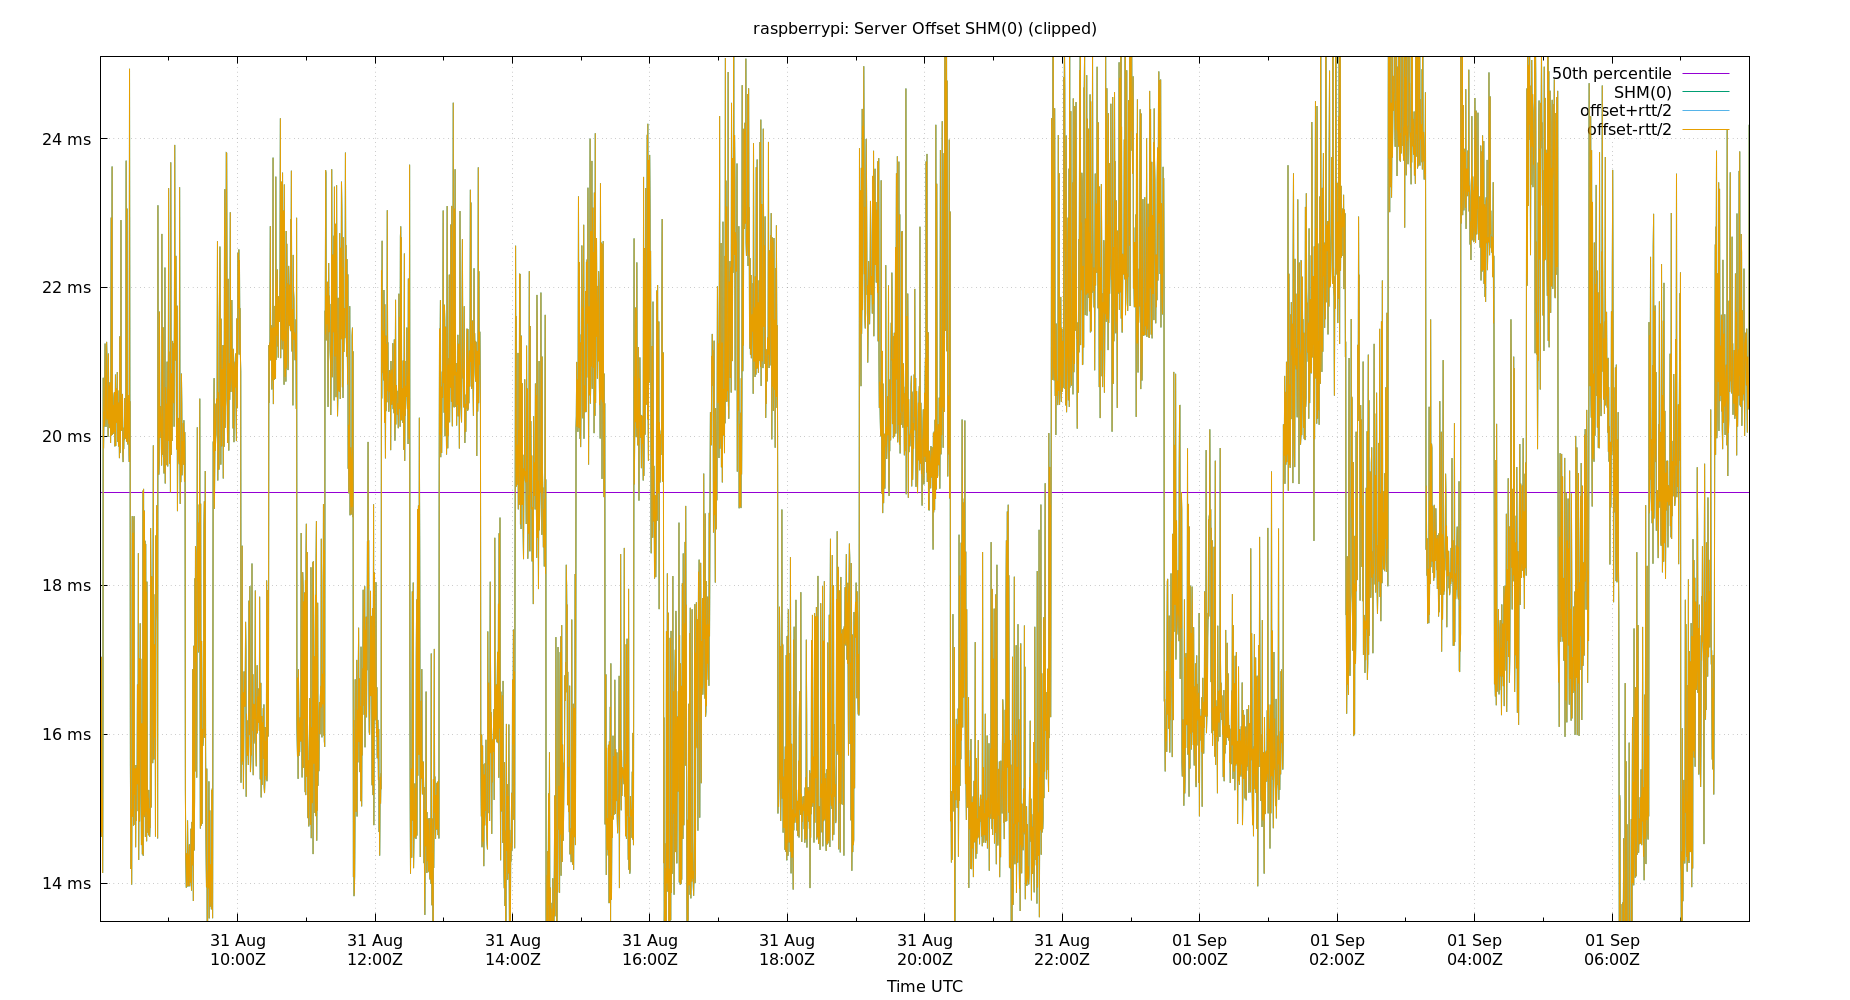 raspberrypi: Server Offset SHM(0) (clipped)
50th percentile
SHM(0)
offset+rtt/2
offset-rtt/2
24 ms
22 ms
20 ms
18 ms
16 ms
14 ms
31 Aug 31 Aug 31 Aug 31 Aug 31 Aug 31 Aug 31 Aug 01 Sep 01 Sep 01 Sep 01 Sep
10:00Z 12:00Z 14:00Z 16:00Z 18:00Z 20:00Z 22:00Z 00:00Z 02:00Z 04:00Z 06:00Z
Time UTC